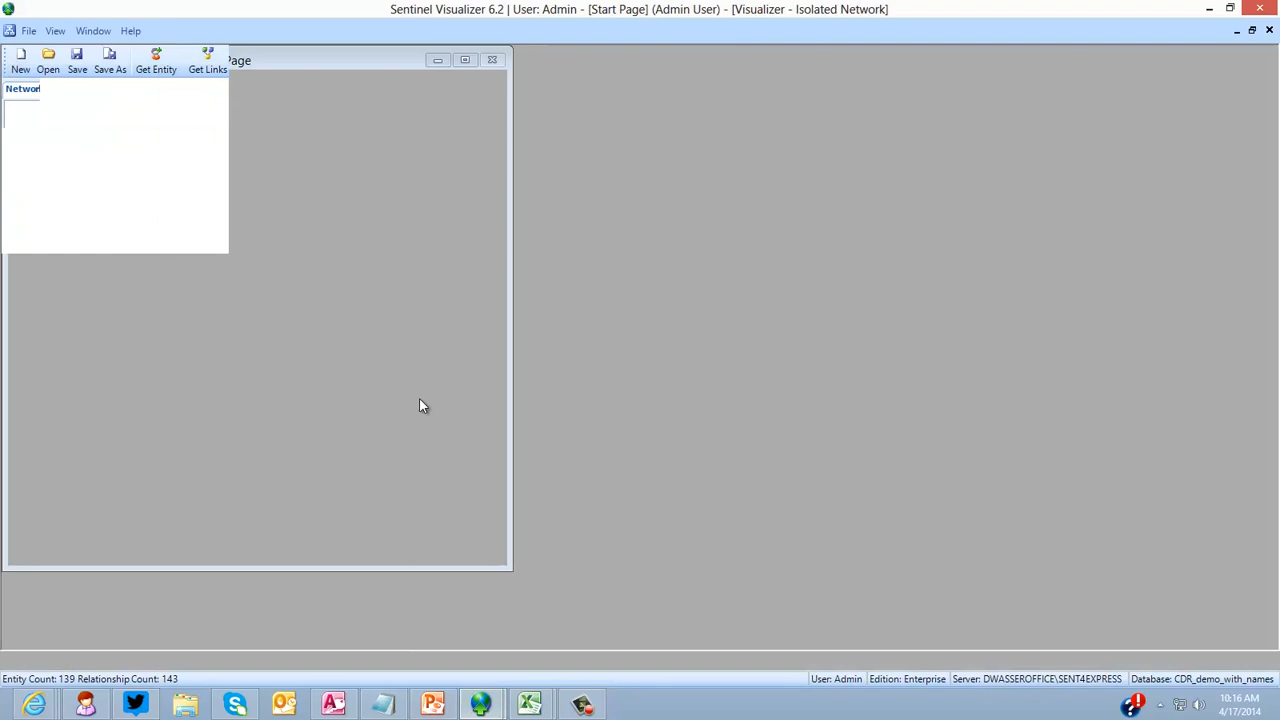 Sentinel Visualizer 6.2 | User: Admin - [Start Page] (Admin User) - [Visualizer - Isolated Network]
File View Window Help
Page
New Open Save Save As Get Entity Get Links
Networ
Entity Count: 139 Relationship Count: 143
User: Admin Edition: Enterprise Server: DWASSEROFFICE\SENT4EXPRESS Database: CDR_demo_with_names
10:16 AM
4/17/2014